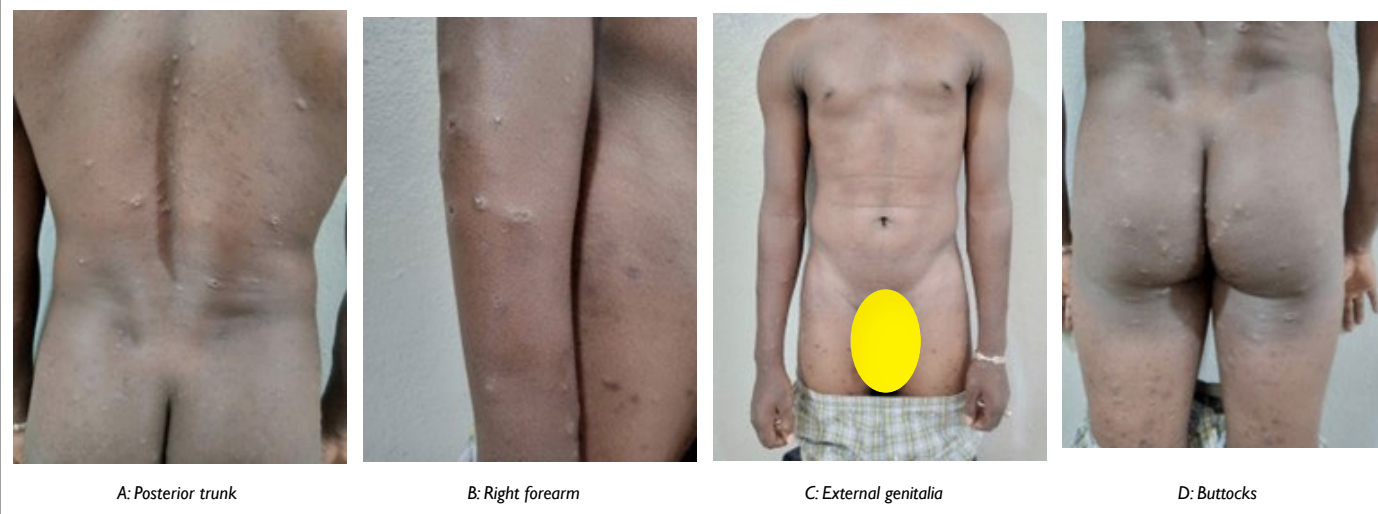 A: Posterior trunk
B: Right forearm
C: External genitalia
D: Buttocks